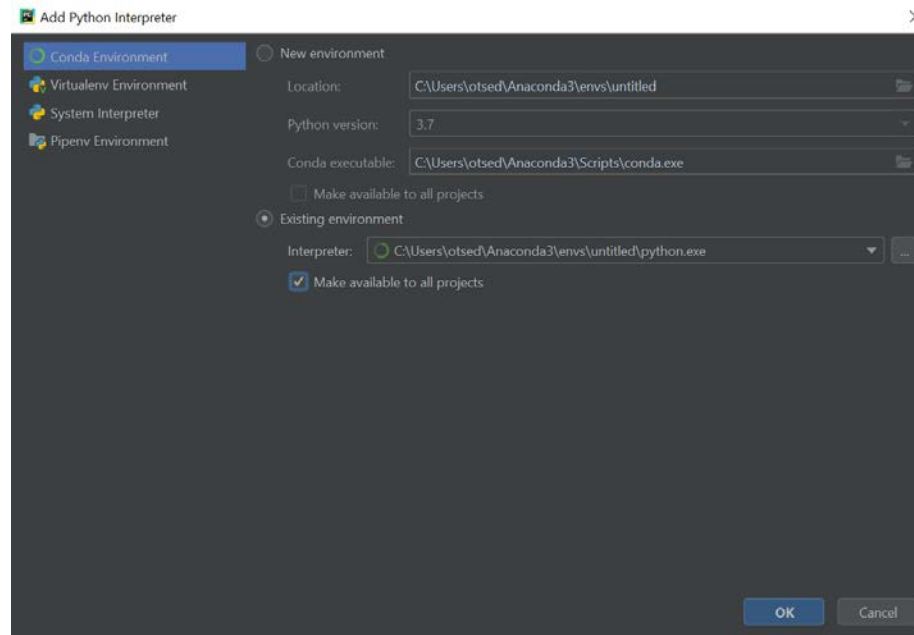 Add Python Interpreter
Conda Environment
Virtualenv Environment
System Interpreter
Pipenv Environment
New environment
Location: C:\Users\otsed\Anaconda3\envs\untitled
Python version: 3.7
Conda executable: C:\Users\otsed\Anaconda3\Scripts\conda.exe
Make available to all projects
Existing environment
Interpreter: C:\Users\otsed\Anaconda3\envs\untitled\python.exe ...
Make available to all projects
OK Cancel